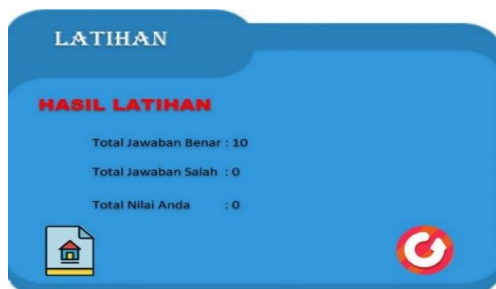 LATIHAN
HASIL LATIHAN
Total Jawaban Benar : 10
Total Jawaban Salah : 0
Total Nilai Anda : 0